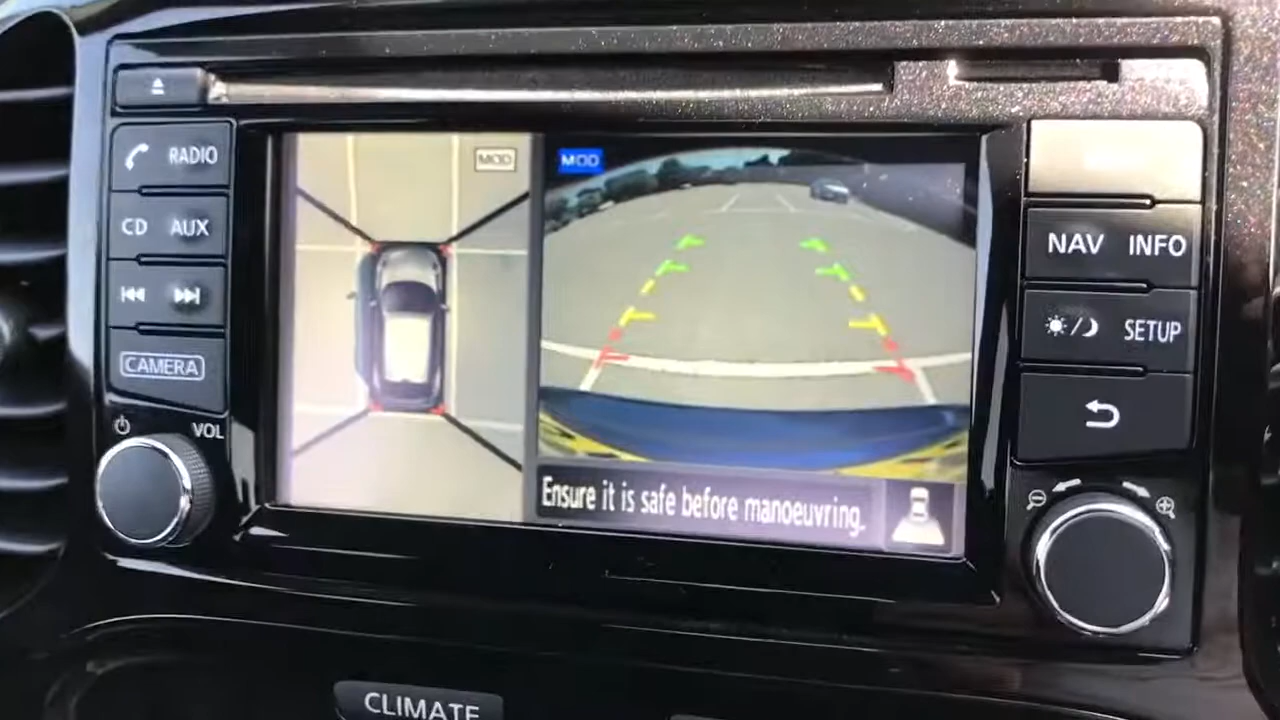 RADIO
CD AUX
CAMERA
VOL
MOD
MOD
Ensure it is safe before manoeuvring.
NAV INFO
SETUP
CLIMATE